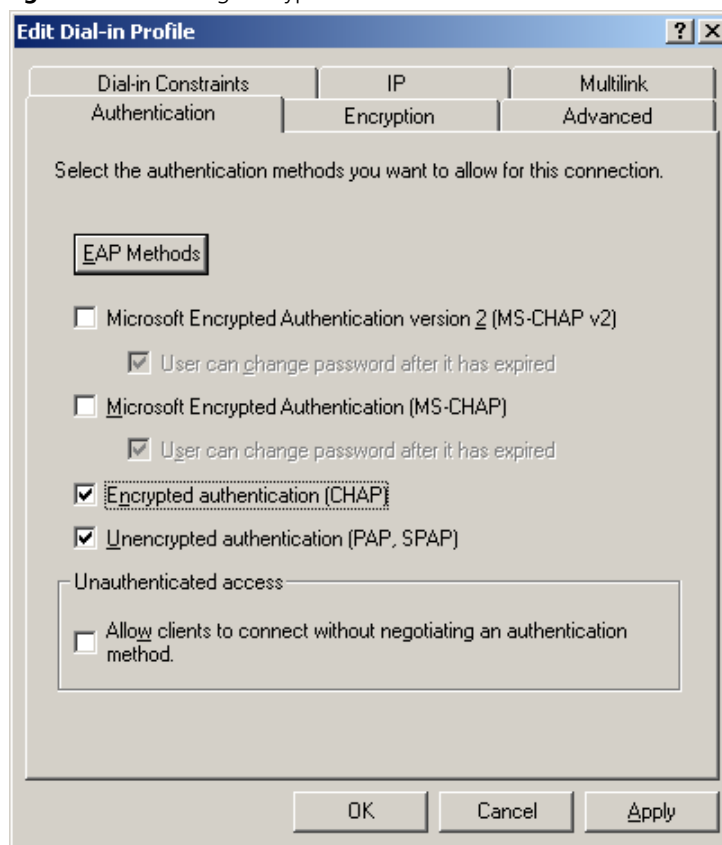 Edit Dial-in Profile
Dial-in Constraints IP Multilink
Authentication Encryption Advanced
Select the authentication methods you want to allow for this connection.
EAP Methods
Microsoft Encrypted Authentication version 2 (MS-CHAP v2)
User can change password after it has expired
Microsoft Encrypted Authentication (MS-CHAP)
User can change password after it has expired
Encrypted authentication (CHAP)
Unencrypted authentication (PAP, SPAP)
Unauthenticated access
Allow clients to connect without negotiating an authentication
method.
OK Cancel Apply